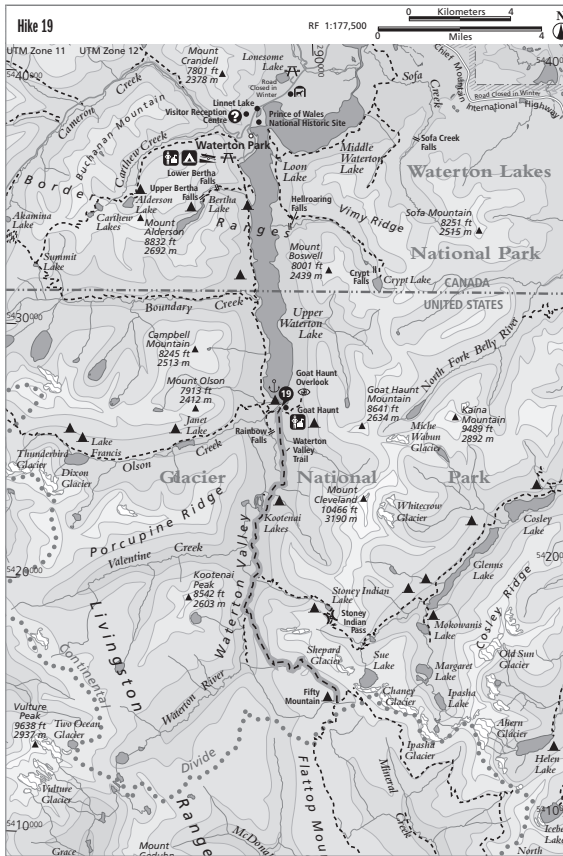 Hike 19
RF 1:177,500
0 Kilometers 4
0 Miles 4
N
UTM Zone 11
UTM Zone 12
5440000
290000
Mount
Crandell
7801 ft
2378 m
Lonesome
Lake
Road
Closed in
Winter
Sofa
Creek
Chief Mountain
Road Closed in Winter
International Highway
Cameron
Creek
Buchanan Mountain
Linnet Lake
Visitor Reception
Centre
Prince of Wales
National Historic Site
Waterton Park
Carthew Creek
Middle
Waterton
Lake
Sofa Creek
Falls
Waterton Lakes
Loon
Lake
Lower Bertha
Falls
Upper Bertha
Falls
Bertha
Lake
Alderson
Lake
Border
Ranges
Hellroaring
Falls
Vimy Ridge
Sofa Mountain
8251 ft
2515 m
Akamina
Lake
Carthew
Lakes
Mount
Alderson
8832 ft
2692 m
Summit
Lake
Mount
Boswell
8001 ft
2439 m
National Park
Crypt
Falls
Crypt Lake
CANADA
UNITED STATES
5430000
Boundary
Creek
Upper
Waterton
Lake
Campbell
Mountain
8245 ft
2513 m
North Fork Belly River
Mount Olson
7913 ft
2412 m
Goat Haunt
Overlook
19
Goat Haunt
Goat Haunt
Mountain
8641 ft
2634 m
Kaina
Mountain
9489 ft
2892 m
Janet
Lake
Rainbow
Falls
Miche
Wabun
Glacier
Lake
Francis
Thunderbird
Glacier
Dixon
Glacier
Olson
Creek
Waterton
Valley
Trail
Glacier
National
Park
Mount
Cleveland
10466 ft
3190 m
Whitecrow
Glacier
Porcupine Ridge
Kootenai
Lakes
Cosley
Lake
Valentine
Creek
Waterton Valley
Glenns
Lake
5420000
5420
Kootenai
Peak
8542 ft
2603 m
Stoney Indian
Lake
Stoney
Indian
Pass
Mokowanis
Lake
Cosley Ridge
Livingston
Continental
Shepard
Glacier
Sue
Lake
Margaret
Lake
Old Sun
Glacier
Waterton River
Chaney
Glacier
Ipasha
Lake
Fifty
Mountain
Vulture
Peak
9638 ft
2937 m
Two Ocean
Glacier
Ahern
Glacier
Divide
Ipasha
Glacier
Helen
Lake
Vulture
Glacier
Flattop Mou
Mineral
Creek
Range
5410000
Iceb
Lake
Grace
Mount
McDona
North